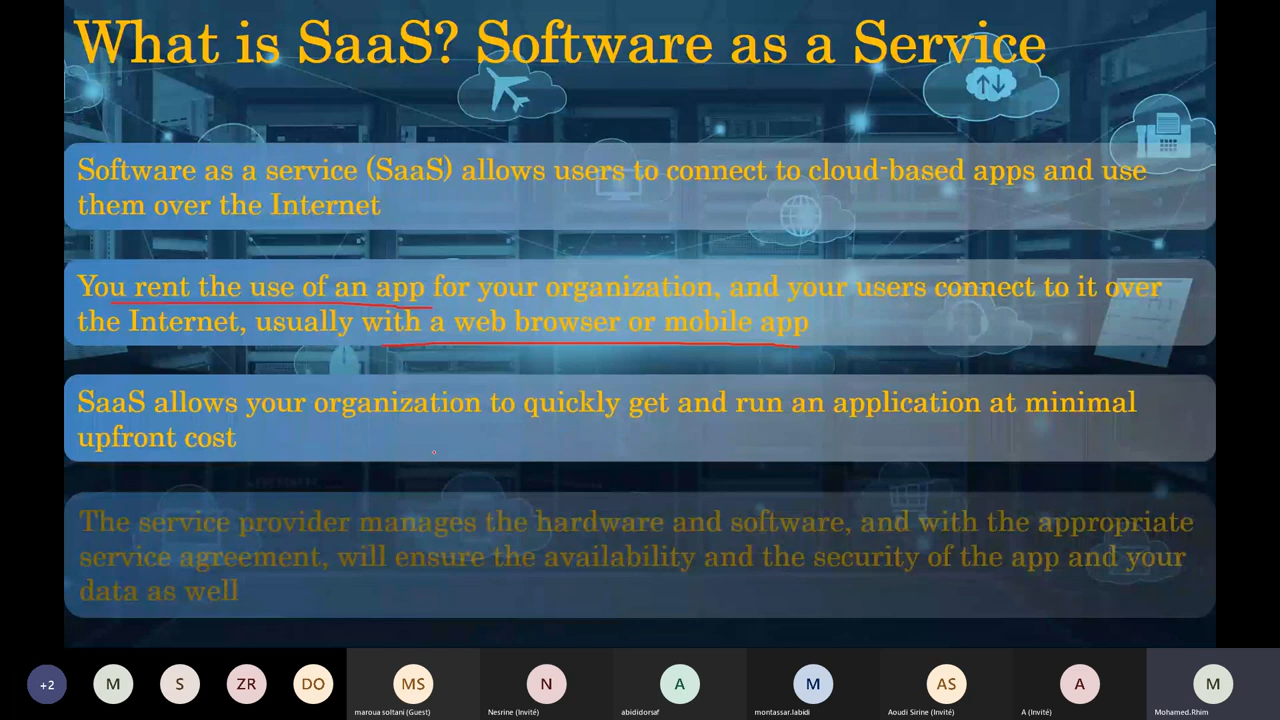 What is SaaS? Software as a Service
Software as a service (SaaS) allows users to connect to cloud-based apps and use
them over the Internet
You rent the use of an app for your organization, and your users connect to it over
the Internet, usually with a web browser or mobile app
SaaS allows your organization to quickly get and run an application at minimal
upfront cost
The service provider manages the hardware and software, and with the appropriate
service agreement, will ensure the availability and the security of the app and your
data as well
+2 M S ZR DO MS N A M AS A M
maroua soltani (Guest) Nesrine (Invité) abididorsaf montassar.labidi Aoudi Sirine (Invité) A (Invité) Mohamed.Rhim